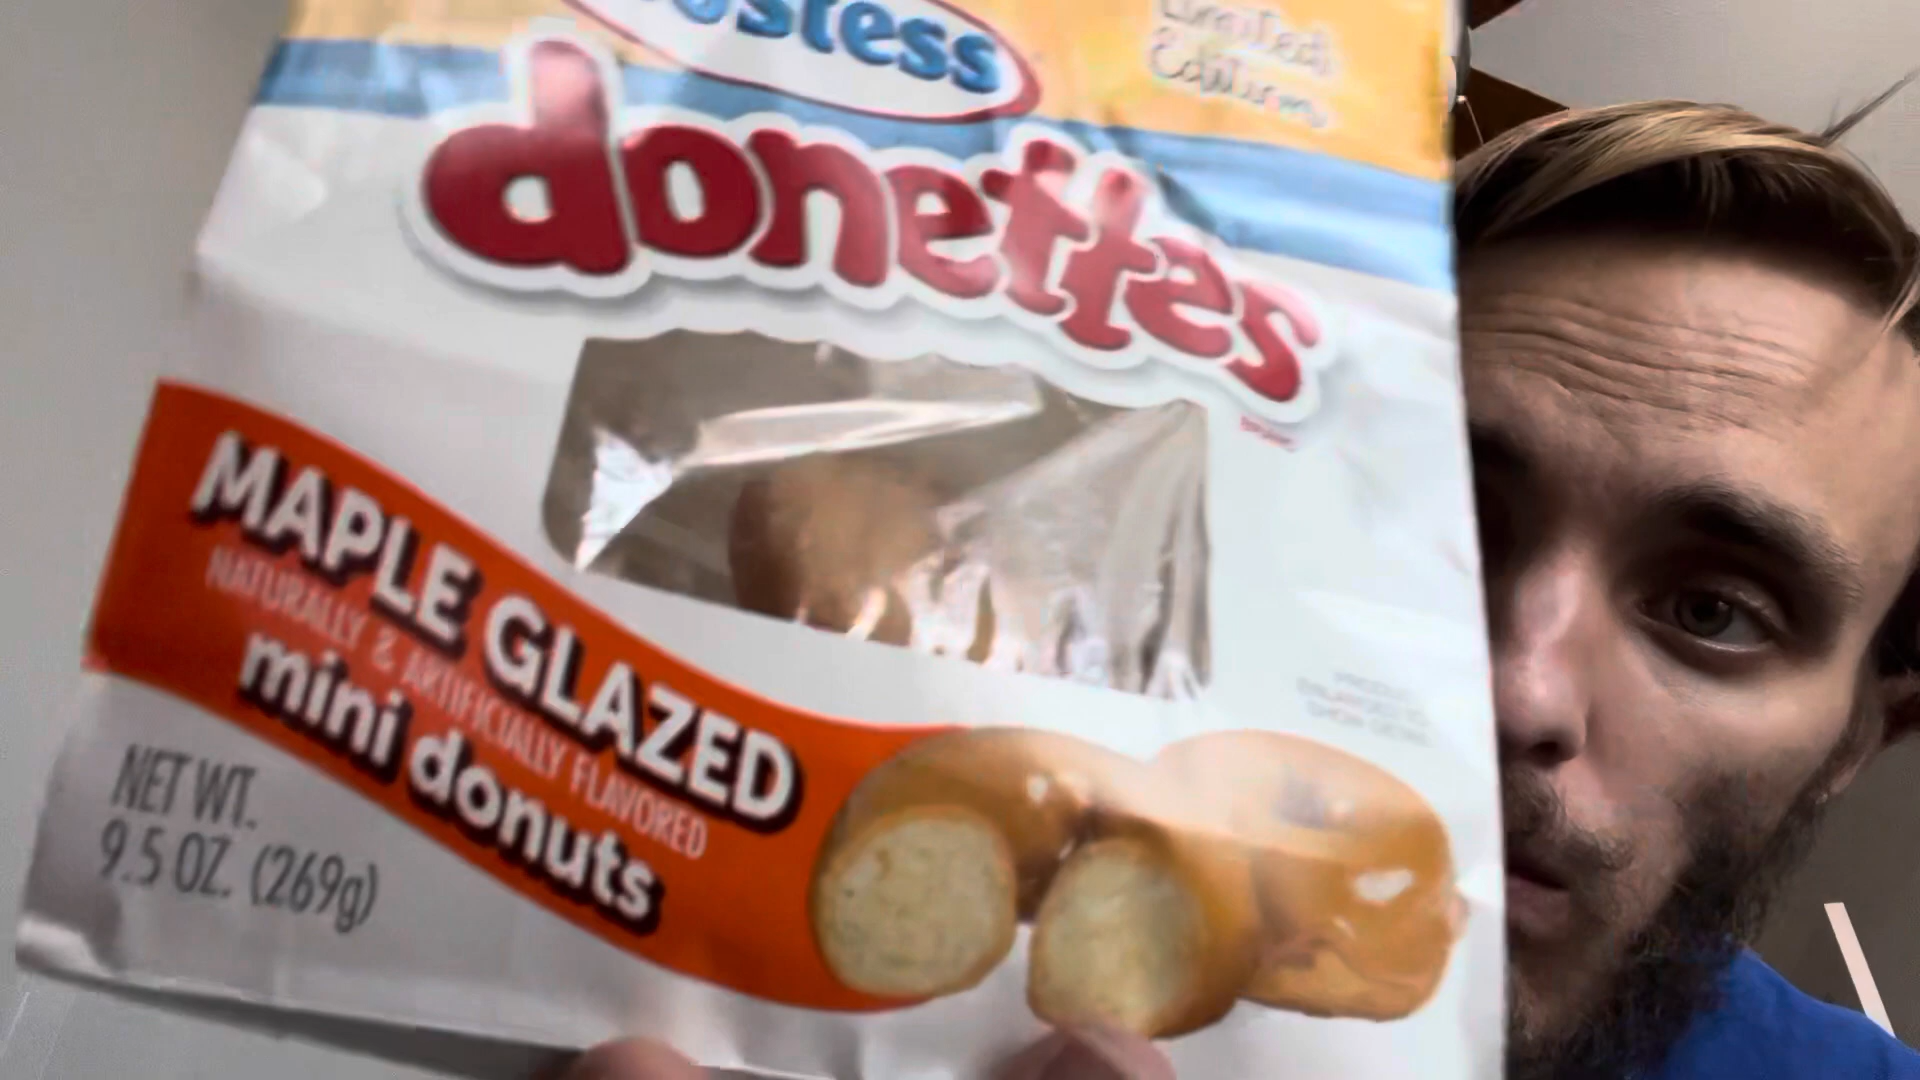 Hostess
Limited
Edition
donettes
MAPLE GLAZED
NATURALLY & ARTIFICIALLY FLAVORED
mini donuts
NET WT.
9.5 OZ. (269g)